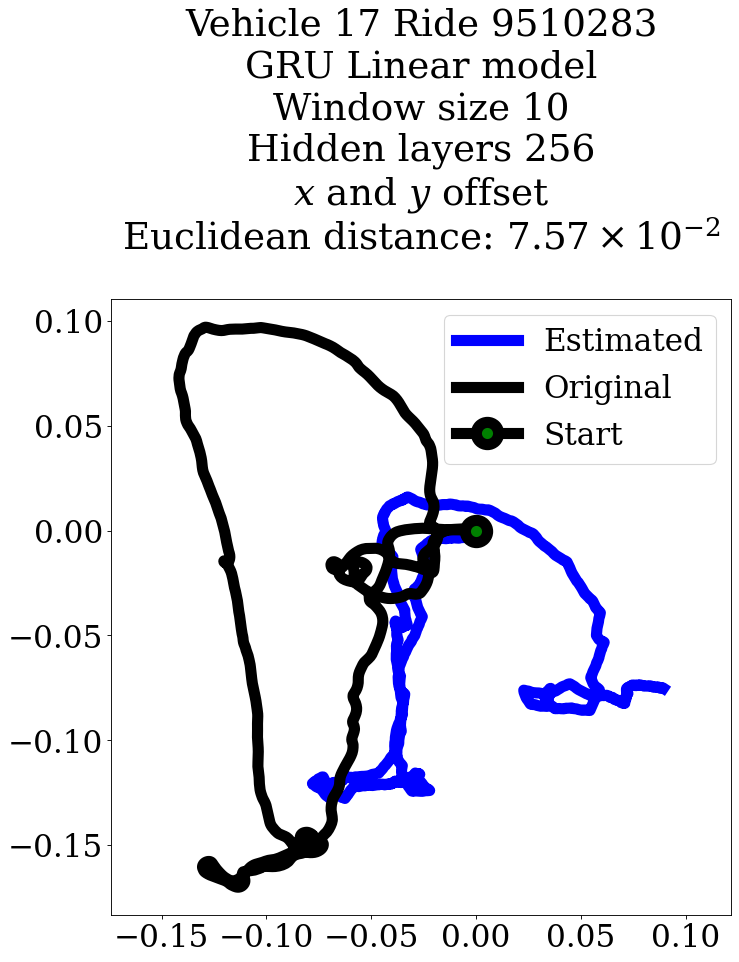 Vehicle 17 Ride 9510283
GRU Linear model
Window size 10
Hidden layers 256
x and y offset
Euclidean distance: 7.57 × 10⁻²
Estimated
Original
Start
0.10
0.05
0.00
−0.05
−0.10
−0.15
−0.15 −0.10 −0.05 0.00 0.05 0.10